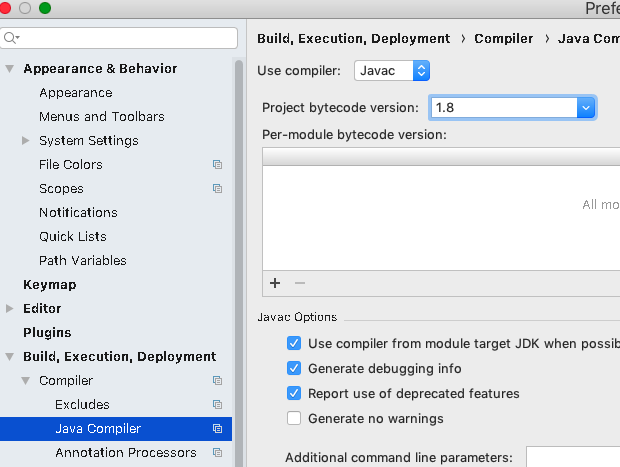 Pref
Build, Execution, Deployment › Compiler › Java Com
Use compiler: Javac
Project bytecode version: 1.8
Per-module bytecode version:
All mo
Javac Options
Use compiler from module target JDK when possib
Generate debugging info
Report use of deprecated features
Generate no warnings
Additional command line parameters:
Appearance & Behavior
Appearance
Menus and Toolbars
System Settings
File Colors
Scopes
Notifications
Quick Lists
Path Variables
Keymap
Editor
Plugins
Build, Execution, Deployment
Compiler
Excludes
Java Compiler
Annotation Processors